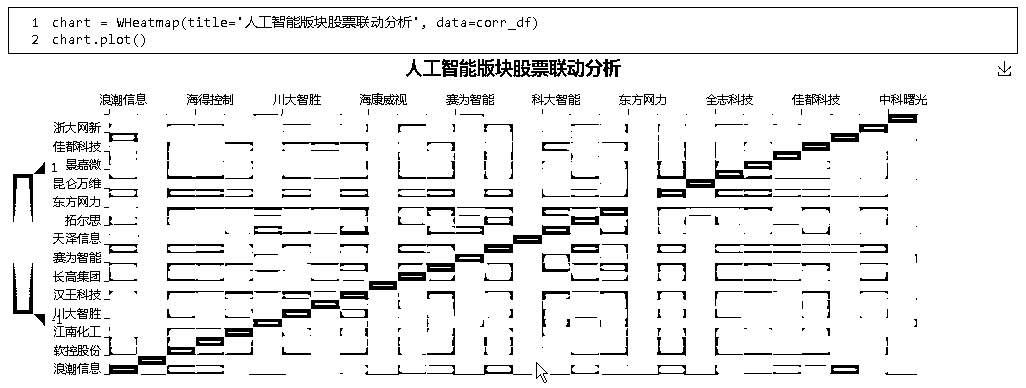 1 chart = WHeatmap(title='人工智能版块股票联动分析', data=corr_df)
2 chart.plot()
人工智能版块股票联动分析
浪潮信息 海得控制 川大智胜 海康威视 赛为智能 科大智能 东方网力 全志科技 佳都科技 中科曙光
浙大网新
佳都科技
景嘉微
1
昆仑万维
东方网力
拓尔思
天泽信息
赛为智能
长高集团
汉王科技
川大智胜
-1
江南化工
软控股份
浪潮信息